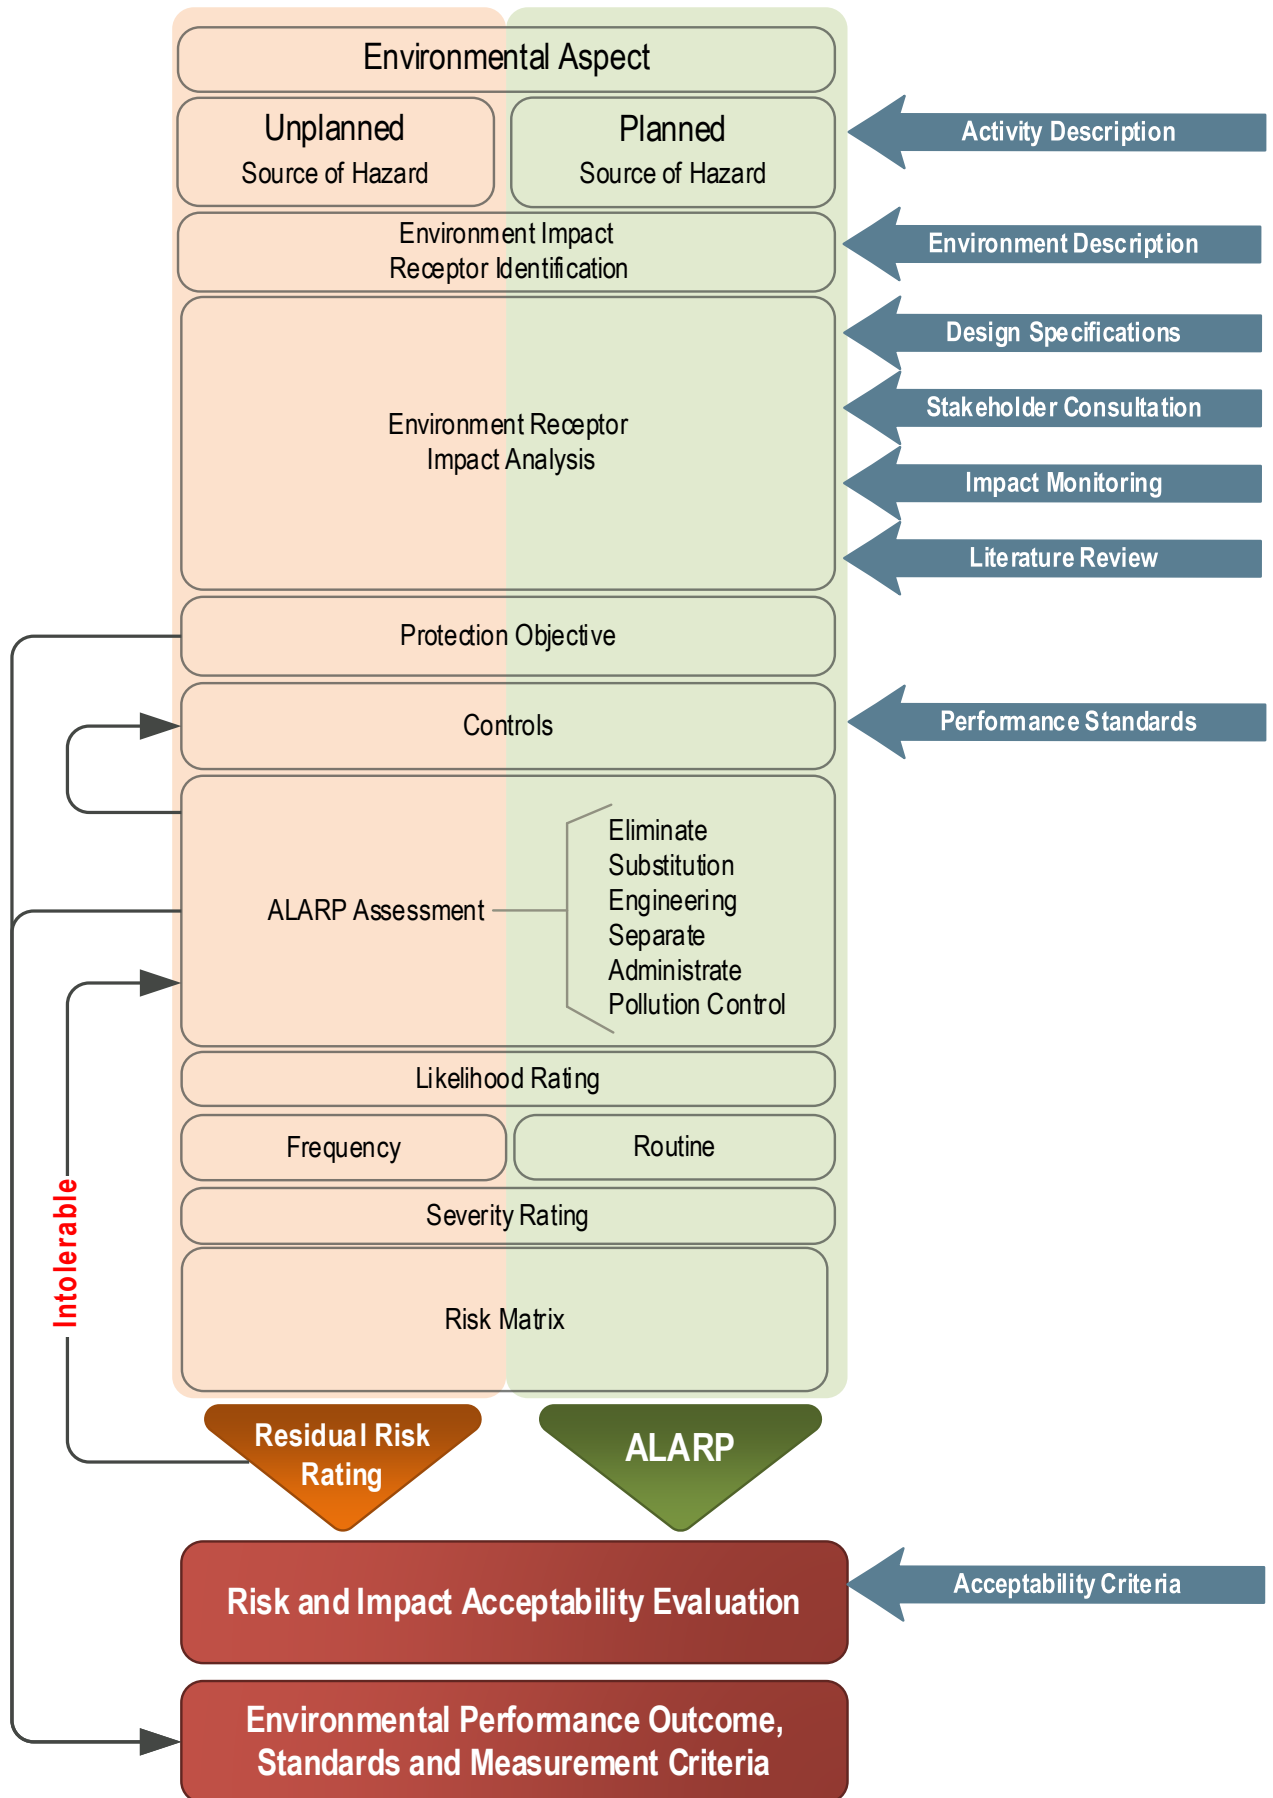 Environmental Aspect
Unplanned
Source of Hazard
Planned
Source of Hazard
Activity Description
Environment Impact
Receptor Identification
Environment Description
Design Specifications
Stakeholder Consultation
Environment Receptor
Impact Analysis
Impact Monitoring
Literature Review
Protection Objective
Controls
Performance Standards
ALARP Assessment
Eliminate
Substitution
Engineering
Separate
Administrate
Pollution Control
Likelihood Rating
Frequency
Routine
Severity Rating
Intolerable
Risk Matrix
Residual Risk
Rating
ALARP
Risk and Impact Acceptability Evaluation
Acceptability Criteria
Environmental Performance Outcome,
Standards and Measurement Criteria